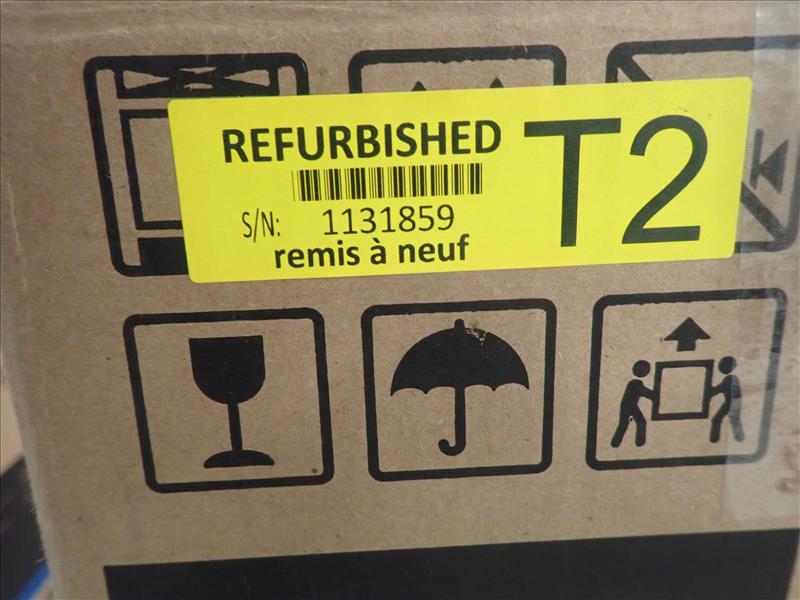 REFURBISHED
T2
S/N: 1131859
remis à neuf